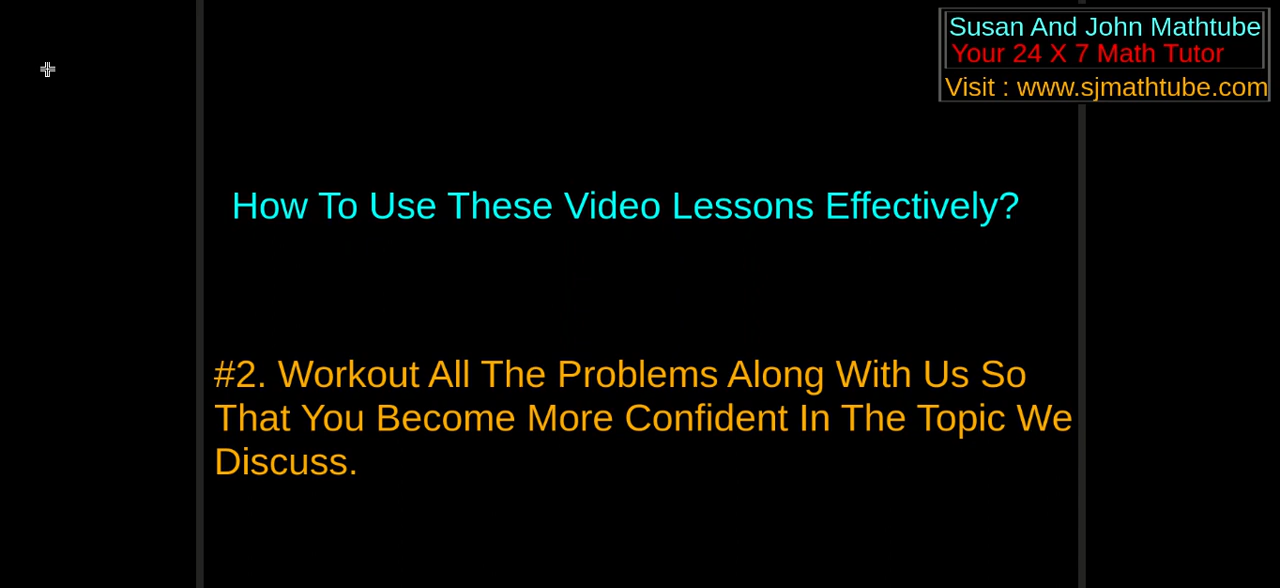 Susan And John Mathtube
Your 24 X 7 Math Tutor
Visit : www.sjmathtube.com
How To Use These Video Lessons Effectively?
#2. Workout All The Problems Along With Us So
That You Become More Confident In The Topic We
Discuss.